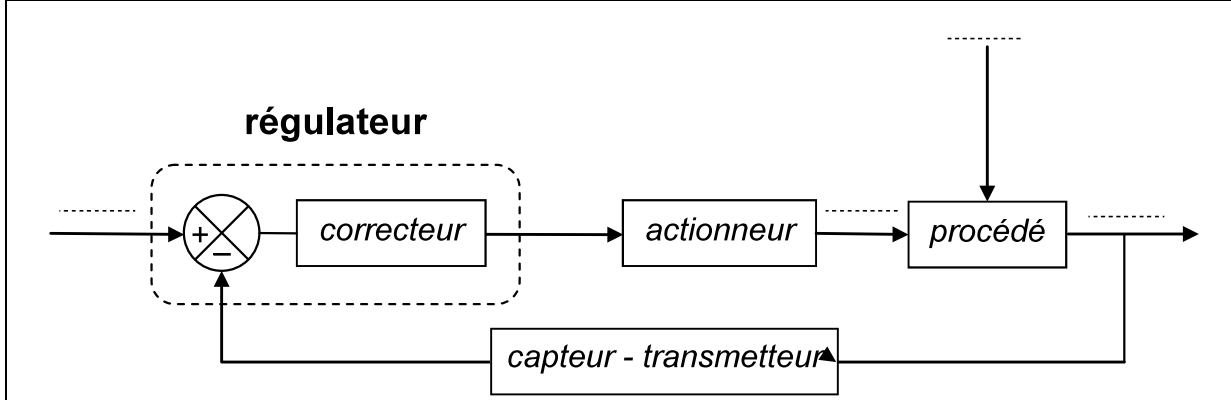 régulateur
+
−
correcteur
actionneur
procédé
capteur - transmetteur